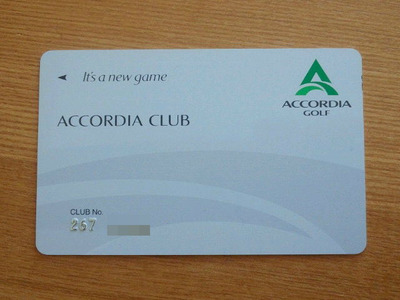 It's a new game
ACCORDIA
GOLF
ACCORDIA CLUB
CLUB No.
267